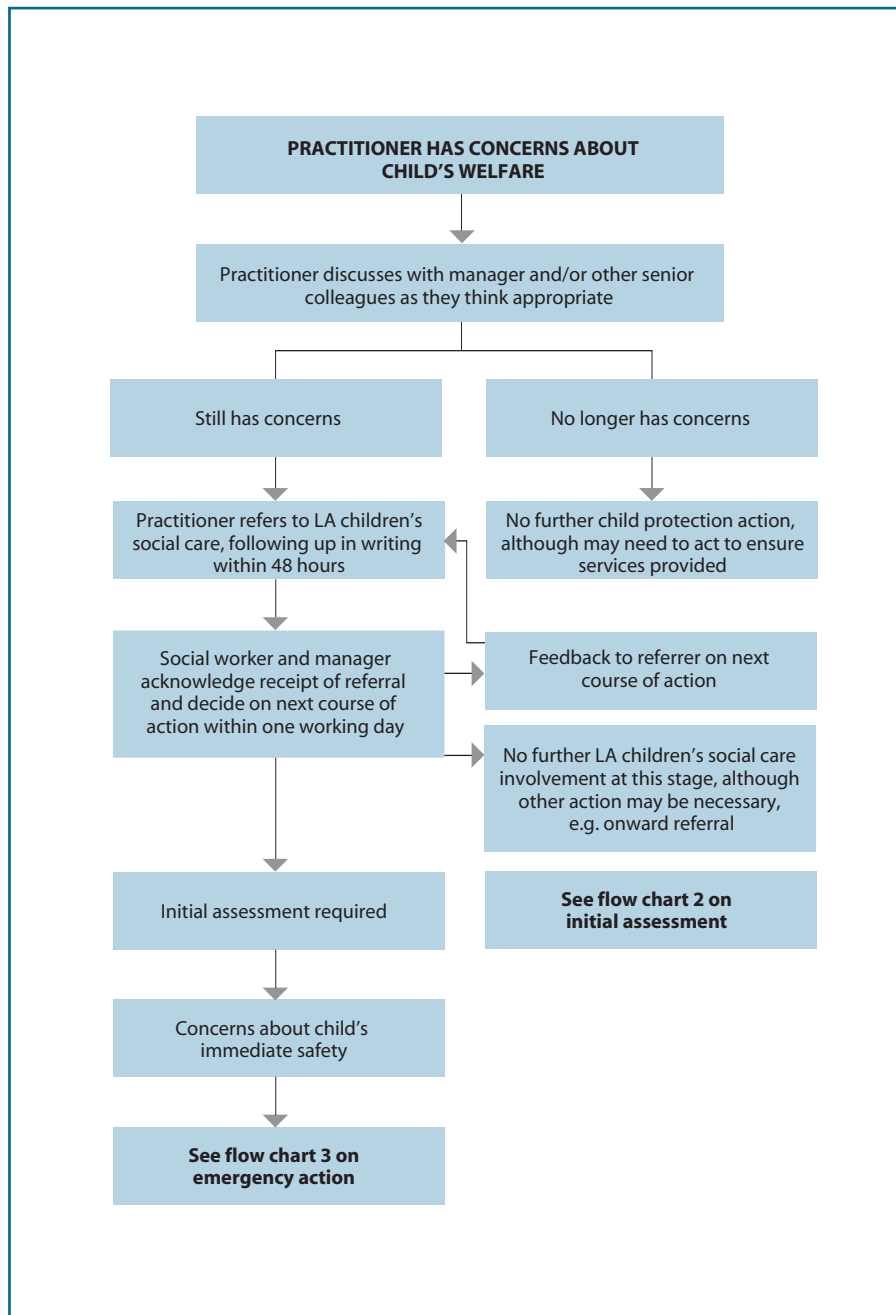 PRACTITIONER HAS CONCERNS ABOUT
CHILD’S WELFARE
Practitioner discusses with manager and/or other senior
colleagues as they think appropriate
Still has concerns
No longer has concerns
Practitioner refers to LA children’s
social care, following up in writing
within 48 hours
No further child protection action,
although may need to act to ensure
services provided
Social worker and manager
acknowledge receipt of referral
and decide on next course of
action within one working day
Feedback to referrer on next
course of action
No further LA children’s social care
involvement at this stage, although
other action may be necessary,
e.g. onward referral
Initial assessment required
See flow chart 2 on
initial assessment
Concerns about child’s
immediate safety
See flow chart 3 on
emergency action